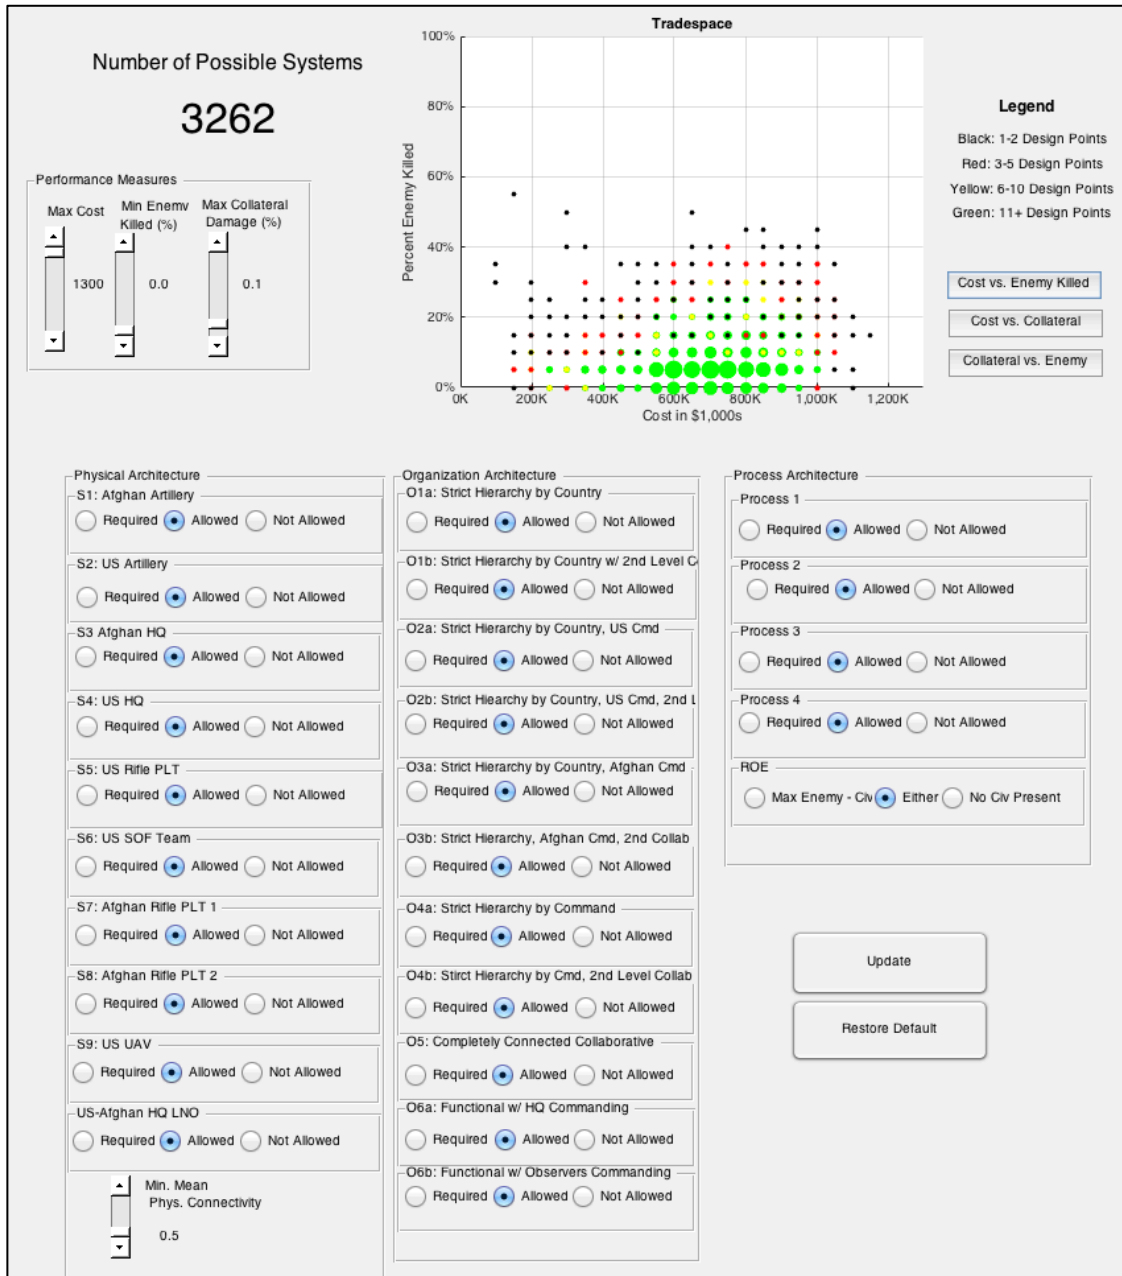 Number of Possible Systems
3262
Performance Measures
Max Cost
Min Enemy
Killed (%)
Max Collateral
Damage (%)
1300
0.0
0.1
Tradespace
100%
80%
60%
40%
20%
0%
Percent Enemy Killed
0K 200K 400K 600K 800K 1,000K 1,200K
Cost in $1,000s
Legend
Black: 1-2 Design Points
Red: 3-5 Design Points
Yellow: 6-10 Design Points
Green: 11+ Design Points
Cost vs. Enemy Killed
Cost vs. Collateral
Collateral vs. Enemy
Physical Architecture
S1: Afghan Artillery
Required Allowed Not Allowed
S2: US Artillery
Required Allowed Not Allowed
S3 Afghan HQ
Required Allowed Not Allowed
S4: US HQ
Required Allowed Not Allowed
S5: US Rifle PLT
Required Allowed Not Allowed
S6: US SOF Team
Required Allowed Not Allowed
S7: Afghan Rifle PLT 1
Required Allowed Not Allowed
S8: Afghan Rifle PLT 2
Required Allowed Not Allowed
S9: US UAV
Required Allowed Not Allowed
US-Afghan HQ LNO
Required Allowed Not Allowed
Min. Mean
Phys. Connectivity
0.5
Organization Architecture
O1a: Strict Hierarchy by Country
Required Allowed Not Allowed
O1b: Strict Hierarchy by Country w/ 2nd Level C
Required Allowed Not Allowed
O2a: Strict Hierarchy by Country, US Cmd
Required Allowed Not Allowed
O2b: Strict Hiearchy by Country, US Cmd, 2nd L
Required Allowed Not Allowed
O3a: Strict Hierarchy by Country, Afghan Cmd
Required Allowed Not Allowed
O3b: Strict Hierarchy, Afghan Cmd, 2nd Collab
Required Allowed Not Allowed
O4a: Strict Hierarchy by Command
Required Allowed Not Allowed
O4b: Stirct Hierarchy by Cmd, 2nd Level Collab
Required Allowed Not Allowed
O5: Completely Connected Collaborative
Required Allowed Not Allowed
O6a: Functional w/ HQ Commanding
Required Allowed Not Allowed
O6b: Functional w/ Observers Commanding
Required Allowed Not Allowed
Process Architecture
Process 1
Required Allowed Not Allowed
Process 2
Required Allowed Not Allowed
Process 3
Required Allowed Not Allowed
Process 4
Required Allowed Not Allowed
ROE
Max Enemy - Civ Either No Civ Present
Update
Restore Default